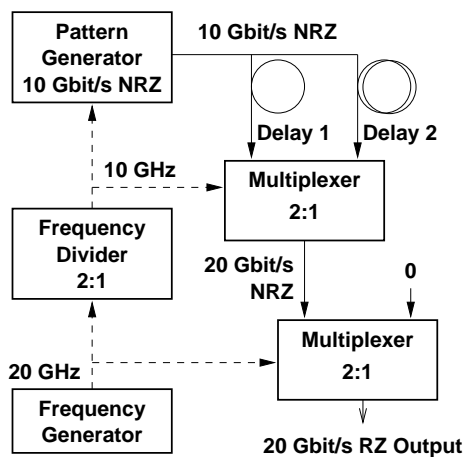 Pattern
Generator
10 Gbit/s NRZ
10 Gbit/s NRZ
Delay 1
Delay 2
10 GHz
Multiplexer
2:1
Frequency
Divider
2:1
20 Gbit/s
NRZ
0
Multiplexer
2:1
20 GHz
Frequency
Generator
20 Gbit/s RZ Output